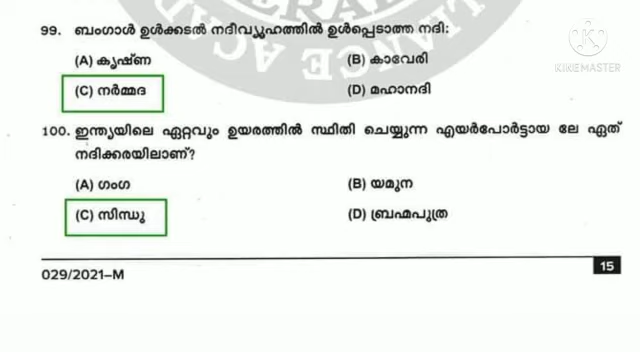 99. ബംഗാൾ ഉൾക്കടൽ നദീവ്യൂഹത്തിൽ ഉൾപ്പെടാത്ത നദി:
(A) കൃഷ്ണ (B) കാവേരി
(C) നർമ്മദ (D) മഹാനദി
100. ഇന്ത്യയിലെ ഏറ്റവും ഉയരത്തിൽ സ്ഥിതി ചെയ്യുന്ന എയർപോർട്ടായ ലേ ഏത്
നദിക്കരയിലാണ്?
(A) ഗംഗ (B) യമുന
(C) സിന്ധു (D) ബ്രഹ്മപുത്ര
029/2021–M 15
KINEMASTER